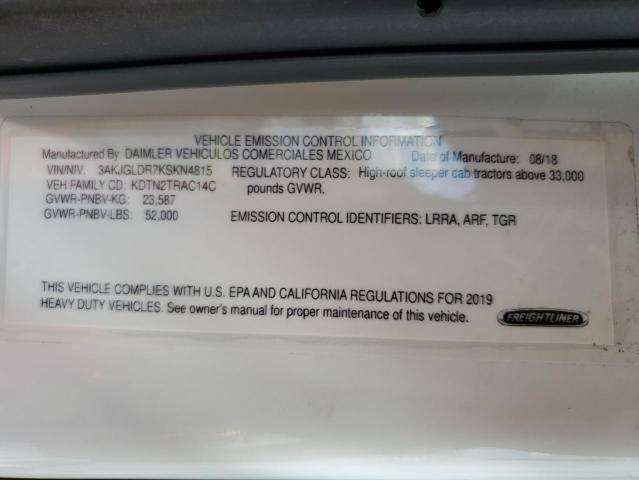 VEHICLE EMISSION CONTROL INFORMATION
Manufactured By: DAIMLER VEHICULOS COMERCIALES MEXICO Date of Manufacture: 08/18
VIN/NIV: 3AKJGLDR7KSKN4815 REGULATORY CLASS: High-roof sleeper cab tractors above 33,000
VEH FAMILY CD: KDTN2TRAC14C pounds GVWR.
GVWR-PNBV-KG: 23,587
GVWR-PNBV-LBS: 52,000 EMISSION CONTROL IDENTIFIERS: LRRA, ARF, TGR
THIS VEHICLE COMPLIES WITH U.S. EPA AND CALIFORNIA REGULATIONS FOR 2019
HEAVY DUTY VEHICLES. See owner's manual for proper maintenance of this vehicle.
FREIGHTLINER